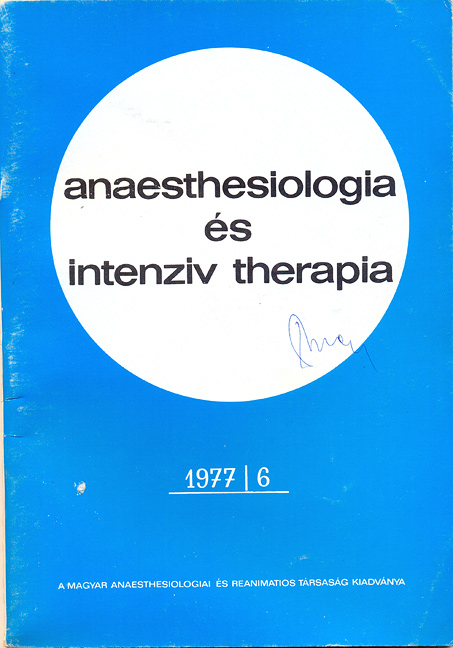 anaesthesiologia
és
intenziv therapia
1977 | 6
A MAGYAR ANAESTHESIOLOGIAI ÉS REANIMATIOS TÁRSASÁG KIADVÁNYA